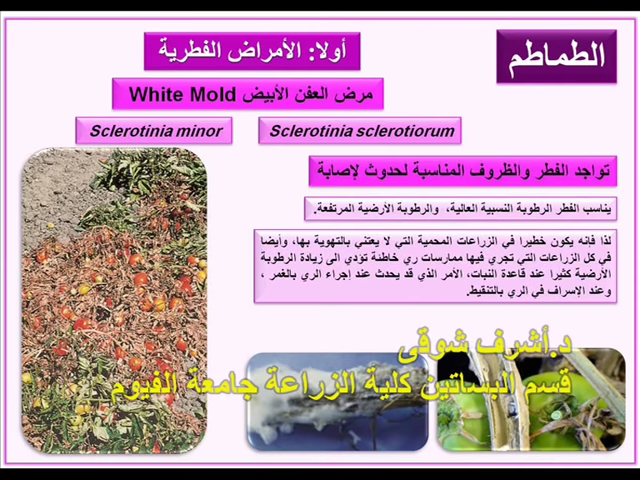 الطماطم
أولا: الأمراض الفطرية
مرض العفن الأبيض White Mold
Sclerotinia sclerotiorum
Sclerotinia minor
تواجد الفطر والظروف المناسبة لحدوث لإصابة
يناسب الفطر الرطوبة النسبية العالية، والرطوبة الأرضية المرتفعة.
لذا فإنه يكون خطيرا في الزراعات المحمية التي لا يعتني بالتهوية بها، وأيضا
في كل الزراعات التي تجري فيها ممارسات ري خاطئة تؤدي الى زيادة الرطوبة
الأرضية كثيرا عند قاعدة النبات، الأمر الذي قد يحدث عند إجراء الري بالغمر ،
وعند الإسراف في الري بالتنقيط.
د.أشرف شوقى
قسم البساتين كلية الزراعة جامعة الفيوم